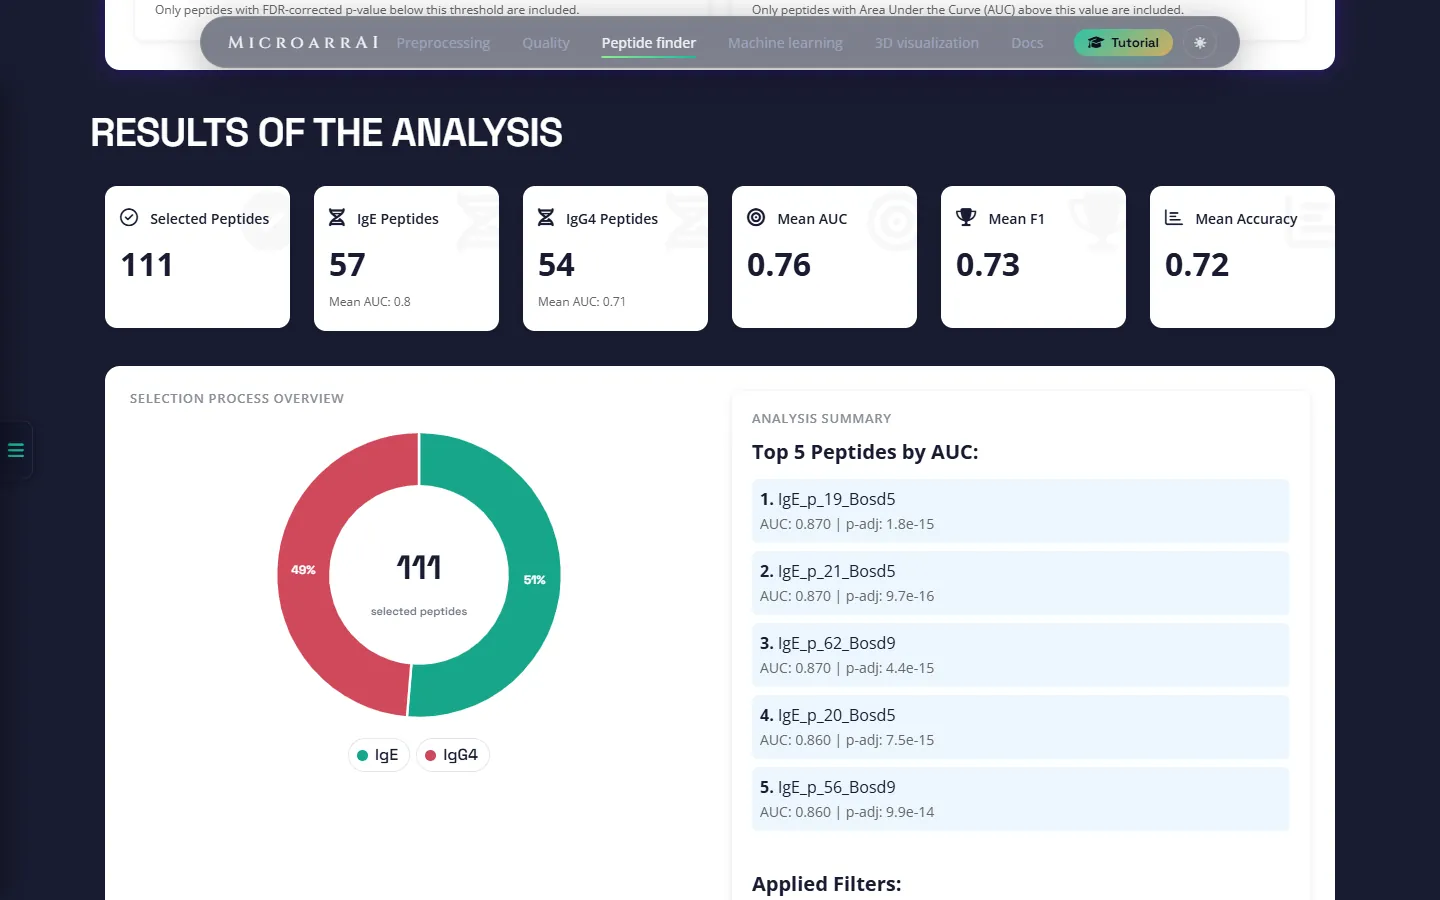 Only peptides with FDR-corrected p-value below this threshold are included.
Only peptides with Area Under the Curve (AUC) above this value are included.
MICROARRAI
Preprocessing
Quality
Peptide finder
Machine learning
3D visualization
Docs
Tutorial
RESULTS OF THE ANALYSIS
Selected Peptides
111
IgE Peptides
57
Mean AUC: 0.8
IgG4 Peptides
54
Mean AUC: 0.71
Mean AUC
0.76
Mean F1
0.73
Mean Accuracy
0.72
SELECTION PROCESS OVERVIEW
49%
111
selected peptides
51%
IgE
IgG4
ANALYSIS SUMMARY
Top 5 Peptides by AUC:
1. IgE_p_19_Bosd5
AUC: 0.870 | p-adj: 1.8e-15
2. IgE_p_21_Bosd5
AUC: 0.870 | p-adj: 9.7e-16
3. IgE_p_62_Bosd9
AUC: 0.870 | p-adj: 4.4e-15
4. IgE_p_20_Bosd5
AUC: 0.860 | p-adj: 7.5e-15
5. IgE_p_56_Bosd9
AUC: 0.860 | p-adj: 9.9e-14
Applied Filters: